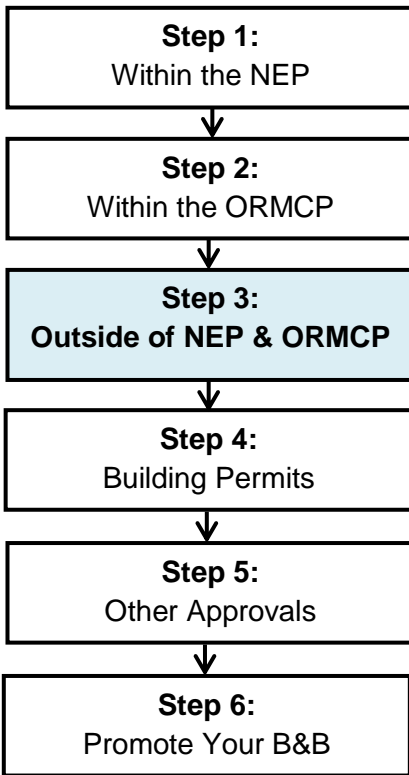 Step 1:
Within the NEP
Step 2:
Within the ORMCP
Step 3:
Outside of NEP & ORMCP
Step 4:
Building Permits
Step 5:
Other Approvals
Step 6:
Promote Your B&B